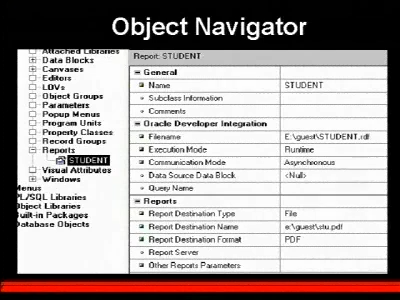 Object Navigator
Attached Libraries
Data Blocks
Canvases
Editors
LOVs
Object Groups
Parameters
Popup Menus
Program Units
Property Classes
Record Groups
Reports
STUDENT
Visual Attributes
Windows
Menus
PL/SQL Libraries
Object Libraries
Built-in Packages
Database Objects
Report: STUDENT
General
Name STUDENT
Subclass Information
Comments
Oracle Developer Integration
Filename E:\guest\STUDENT.rdf
Execution Mode Runtime
Communication Mode Asynchronous
Data Source Data Block <Null>
Query Name
Reports
Report Destination Type File
Report Destination Name e:\guest\stu.pdf
Report Destination Format PDF
Report Server
Other Reports Parameters